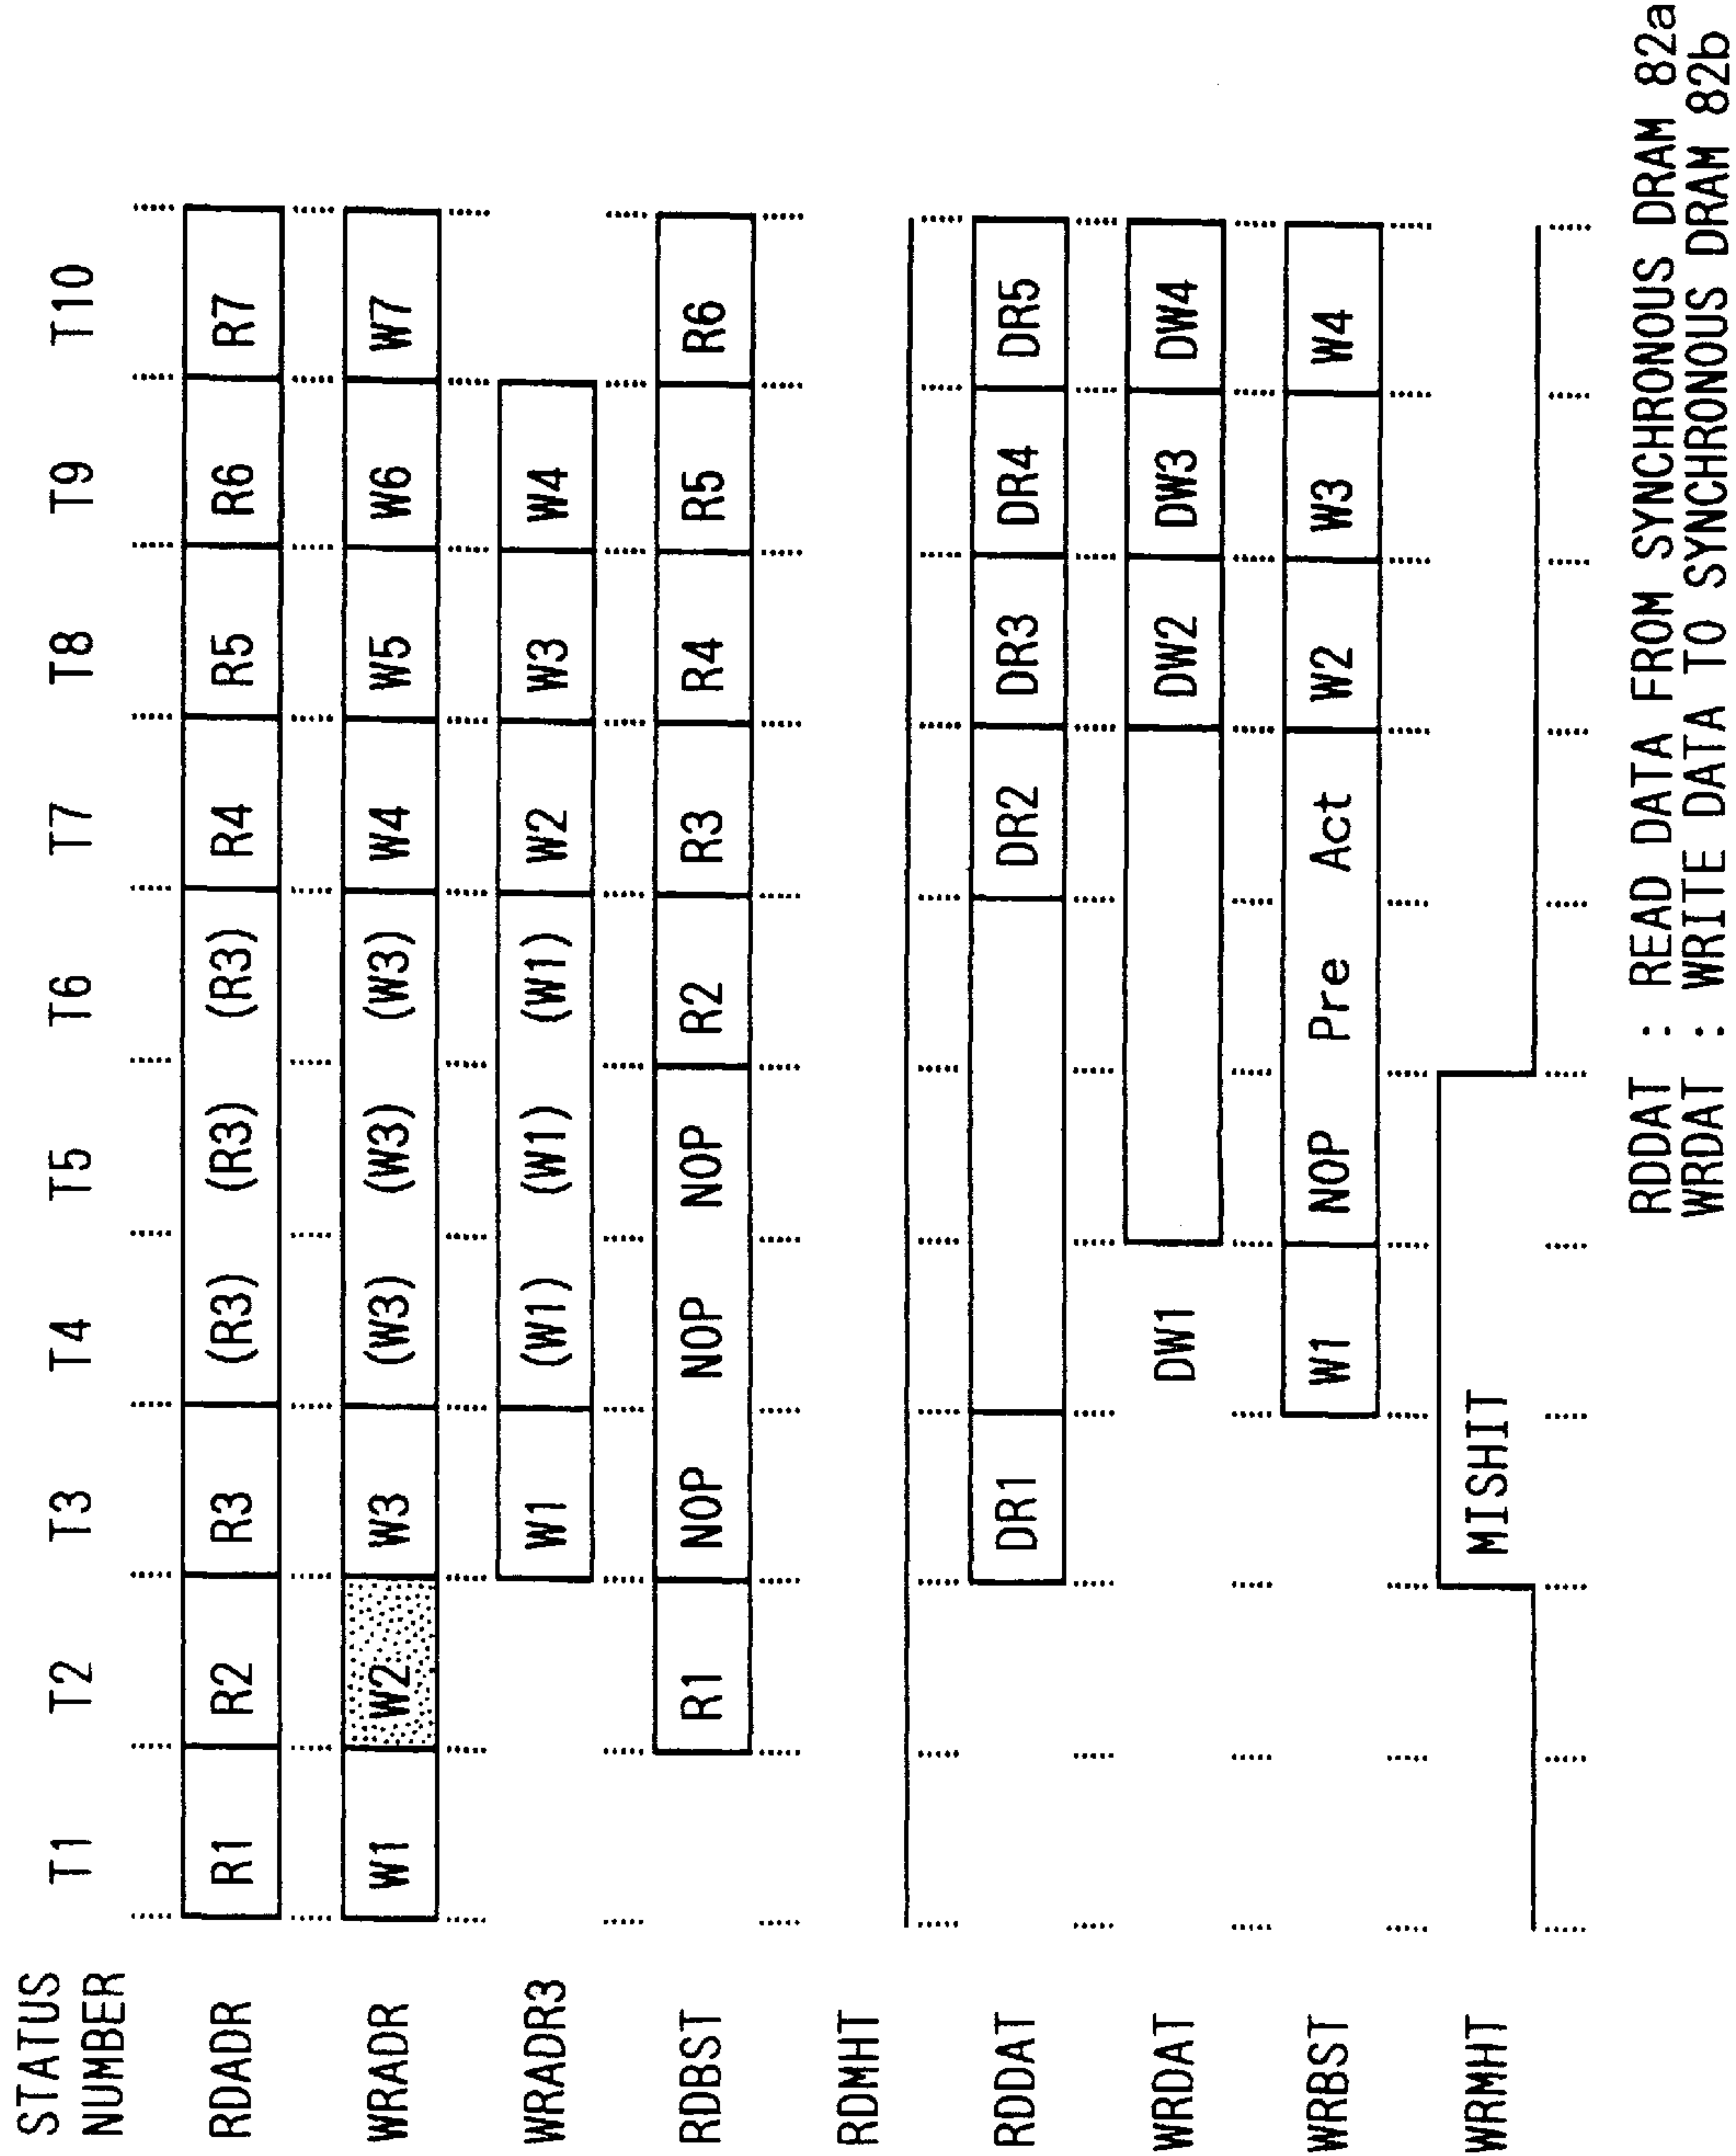 STATUS NUMBER T1 T2 T3 T4 T5 T6 T7 T8 T9 T10
RDADR R1 R2 R3 (R3) (R3) (R3) R4 R5 R6 R7
WRADR W1 W2 W3 (W3) (W3) (W3) W4 W5 W6 W7
WRADR3 W1 (W1) (W1) (W1) W2 W3 W4
RDBST R1 NOP NOP NOP R2 R3 R4 R5 R6
RDMHT
RDDAT DR1 DR2 DR3 DR4 DR5
WRDAT DW1 DW2 DW3 DW4
WRBST W1 NOP Pre Act W2 W3 W4
WRMHT MISHIT
RDDAT : READ DATA FROM SYNCHRONOUS DRAM 82a
WRDAT : WRITE DATA TO SYNCHRONOUS DRAM 82b